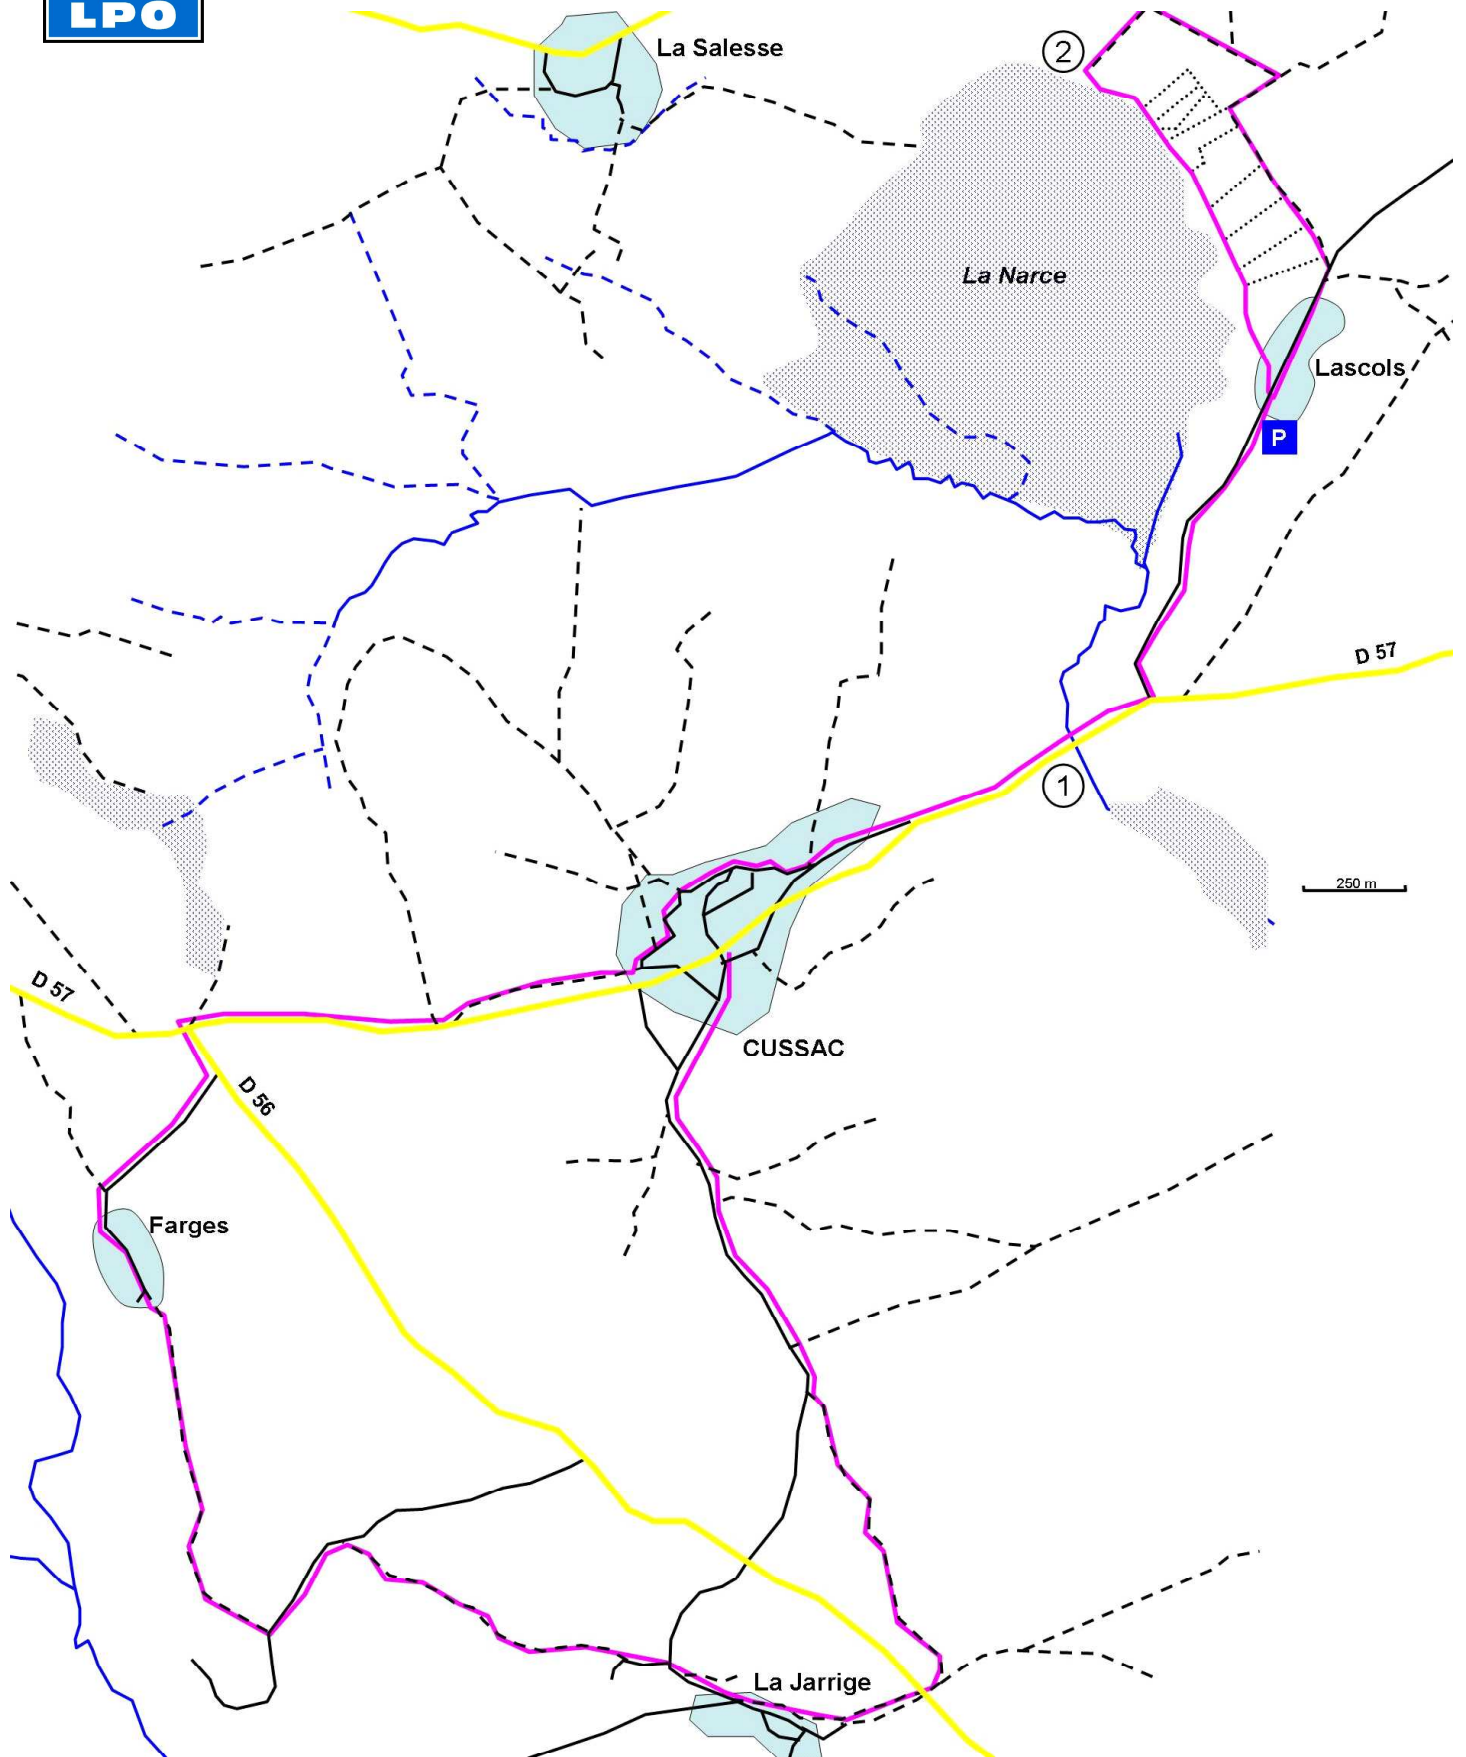 LPO
La Salesse
2
La Narce
Lascols
P
D 57
1
250 m
D 57
CUSSAC
D 56
Farges
La Jarrige